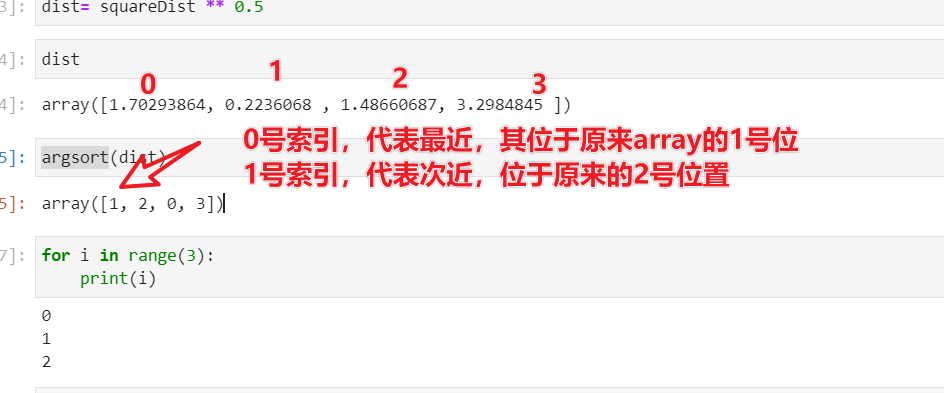 3]: dist= squareDist ** 0.5
4]: dist
0 1 2 3
4]: array([1.70293864, 0.2236068 , 1.48660687, 3.2984845 ])
0号索引，代表最近，其位于原来array的1号位
5]: argsort(dist)
1号索引，代表次近，位于原来的2号位置
5]: array([1, 2, 0, 3])
7]: for i in range(3):
print(i)
0
1
2